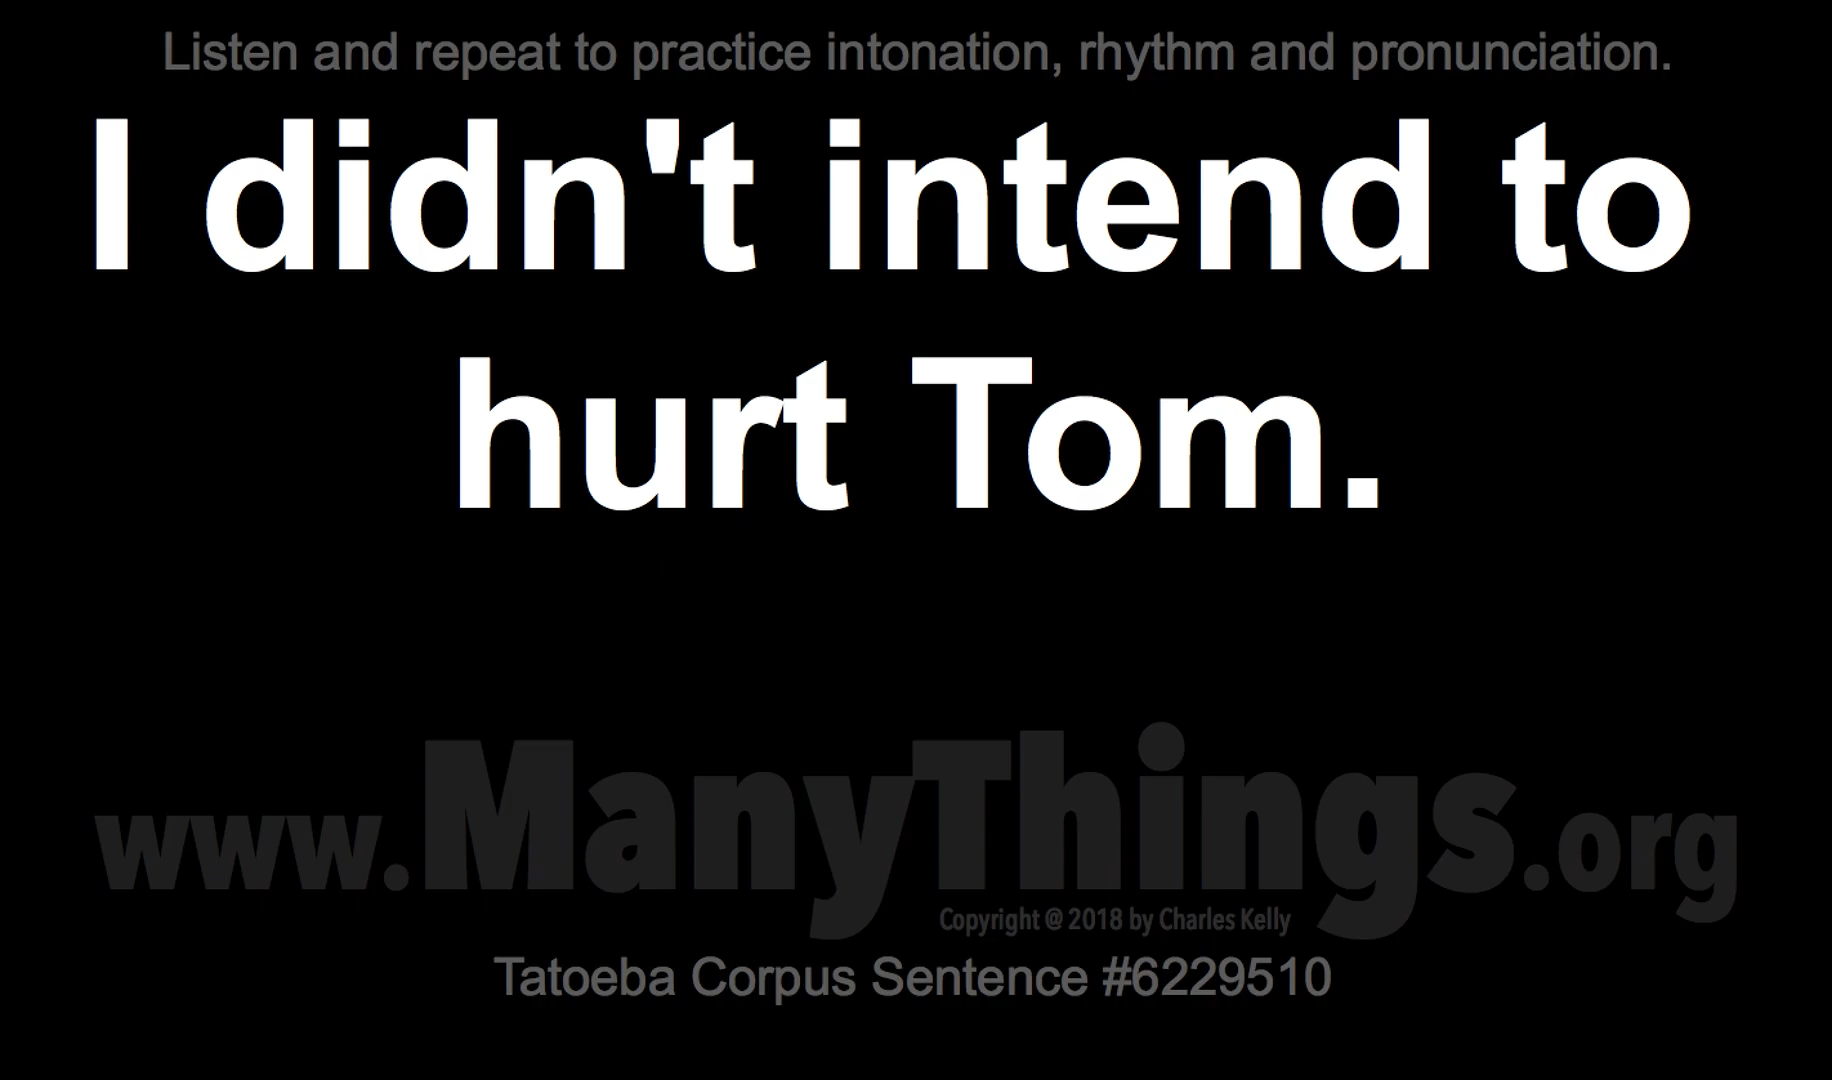 Listen and repeat to practice intonation, rhythm and pronunciation.
I didn't intend to
hurt Tom.
www.ManyThings.org
Copyright @ 2018 by Charles Kelly
Tatoeba Corpus Sentence #6229510